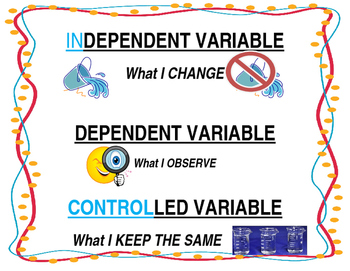 INDEPENDENT VARIABLE
What I CHANGE
DEPENDENT VARIABLE
What I OBSERVE
CONTROLLED VARIABLE
What I KEEP THE SAME